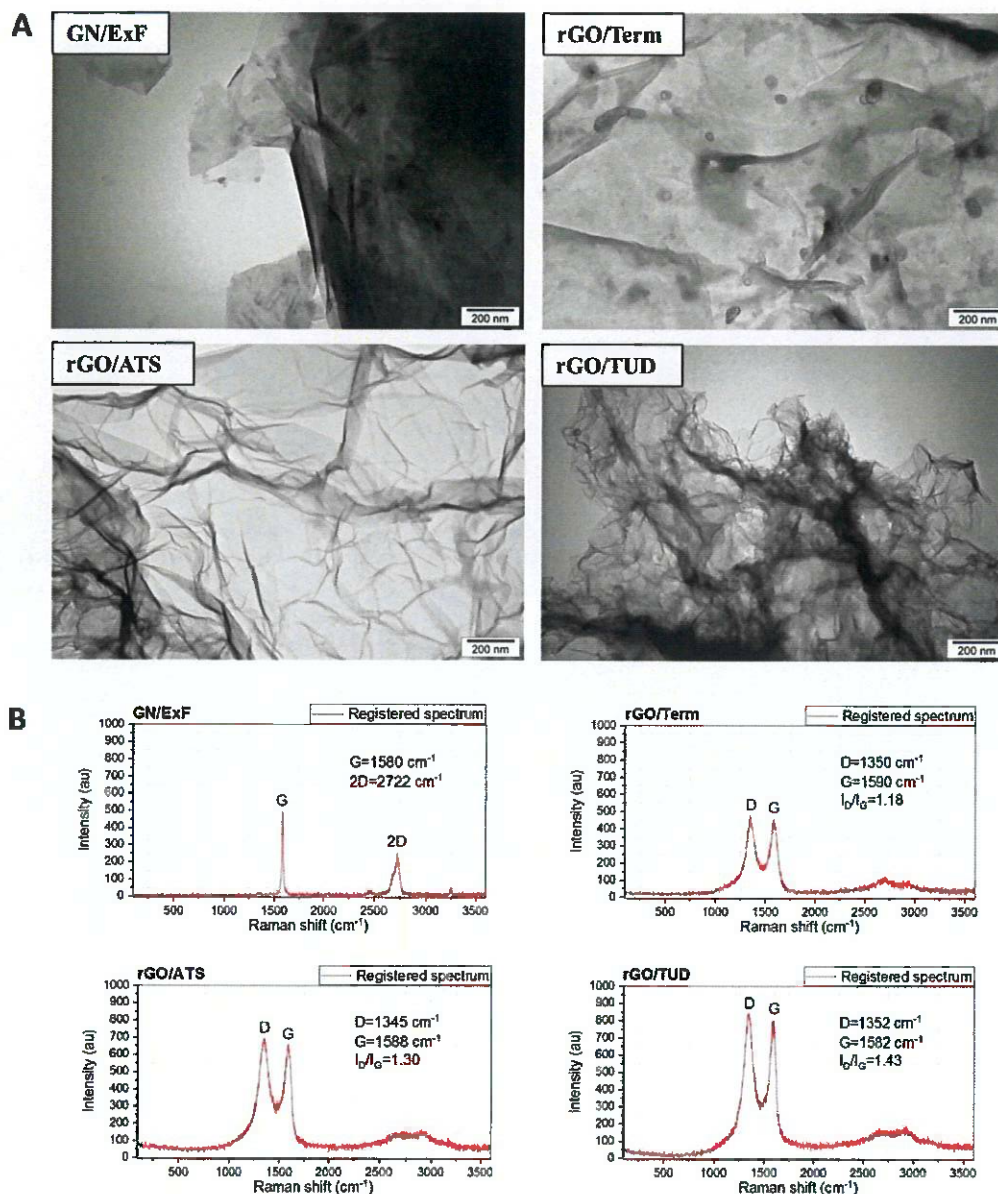 A
GN/ExF
200 nm
rGO/Term
200 nm
rGO/ATS
200 nm
rGO/TUD
200 nm
B
GN/ExF
Registered spectrum
G=1580 cm⁻¹
2D=2722 cm⁻¹
G
2D
Intensity (au)
1000
900
800
700
600
500
400
300
200
100
0
500 1000 1500 2000 2500 3000 3500
Raman shift (cm⁻¹)
rGO/Term
Registered spectrum
D=1350 cm⁻¹
G=1590 cm⁻¹
I_D/I_G=1.18
D G
Intensity (au)
1000
900
800
700
600
500
400
300
200
100
0
500 1000 1500 2000 2500 3000 3500
Raman shift (cm⁻¹)
rGO/ATS
Registered spectrum
D=1345 cm⁻¹
G=1588 cm⁻¹
I_D/I_G=1.30
D G
Intensity (au)
1000
900
800
700
600
500
400
300
200
100
0
500 1000 1500 2000 2500 3000 3500
Raman shift (cm⁻¹)
rGO/TUD
Registered spectrum
D=1352 cm⁻¹
G=1582 cm⁻¹
I_D/I_G=1.43
D G
Intensity (au)
1000
900
800
700
600
500
400
300
200
100
0
500 1000 1500 2000 2500 3000 3500
Raman shift (cm⁻¹)